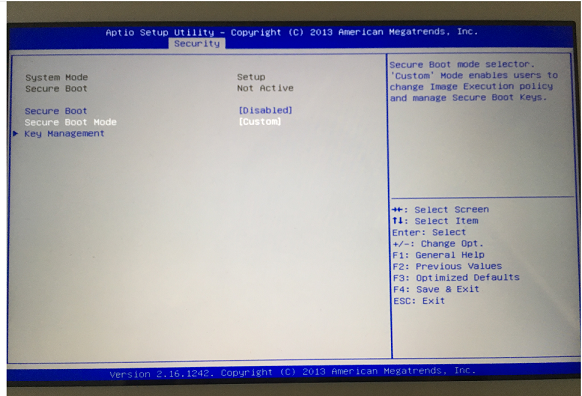 Aptio Setup Utility – Copyright (C) 2013 American Megatrends, Inc.
Security
System Mode Setup
Secure Boot Not Active
Secure Boot [Disabled]
Secure Boot Mode [Custom]
Key Management
Secure Boot mode selector.
'Custom' Mode enables users to
change Image Execution policy
and manage Secure Boot Keys.
→←: Select Screen
↑↓: Select Item
Enter: Select
+/-: Change Opt.
F1: General Help
F2: Previous Values
F3: Optimized Defaults
F4: Save & Exit
ESC: Exit
Version 2.16.1242. Copyright (C) 2013 American Megatrends, Inc.